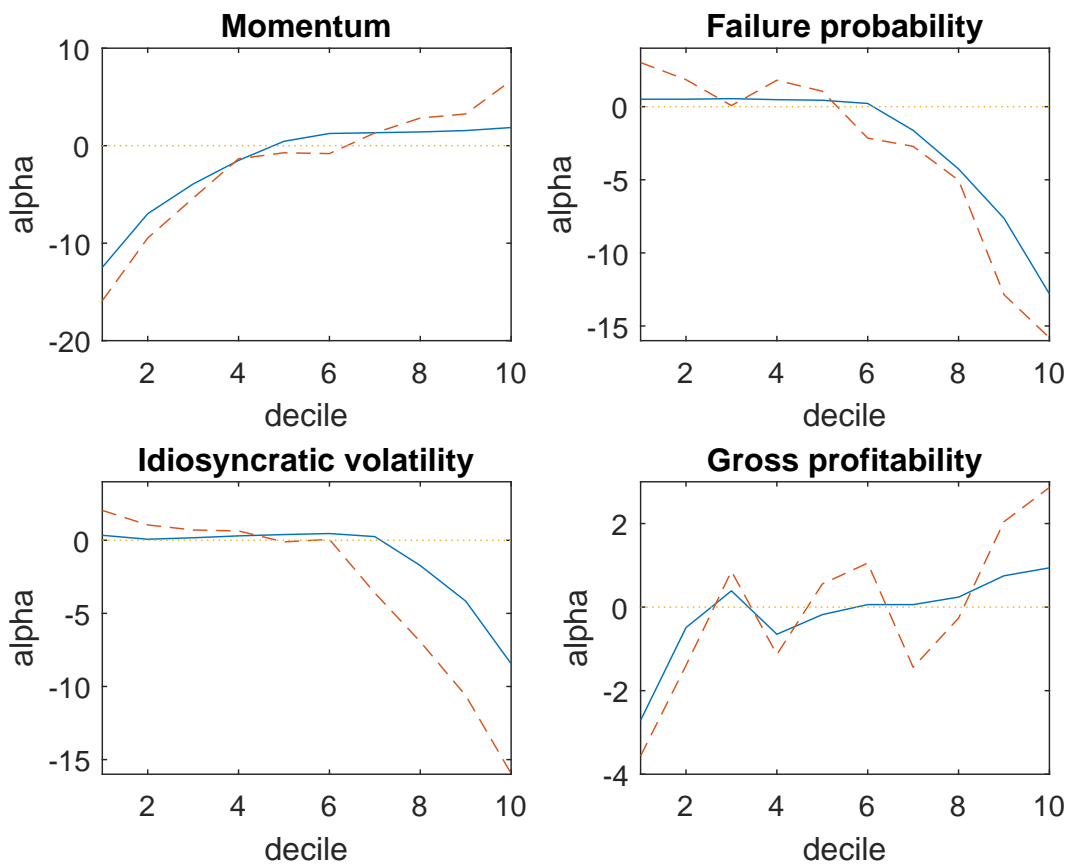 Momentum
10
0
-10
-20
alpha
2 4 6 8 10
decile
Failure probability
0
-5
-10
-15
alpha
2 4 6 8 10
decile
Idiosyncratic volatility
0
-5
-10
-15
alpha
2 4 6 8 10
decile
Gross profitability
2
0
-2
-4
alpha
2 4 6 8 10
decile